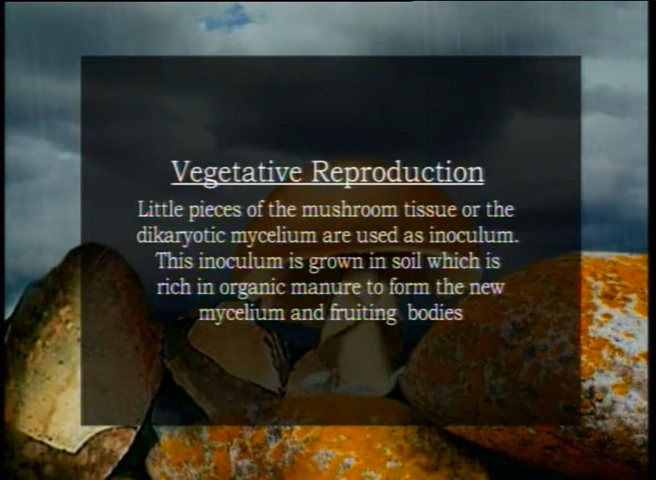 Vegetative Reproduction
Little pieces of the mushroom tissue or the
dikaryotic mycelium are used as inoculum.
This inoculum is grown in soil which is
rich in organic manure to form the new
mycelium and fruiting bodies